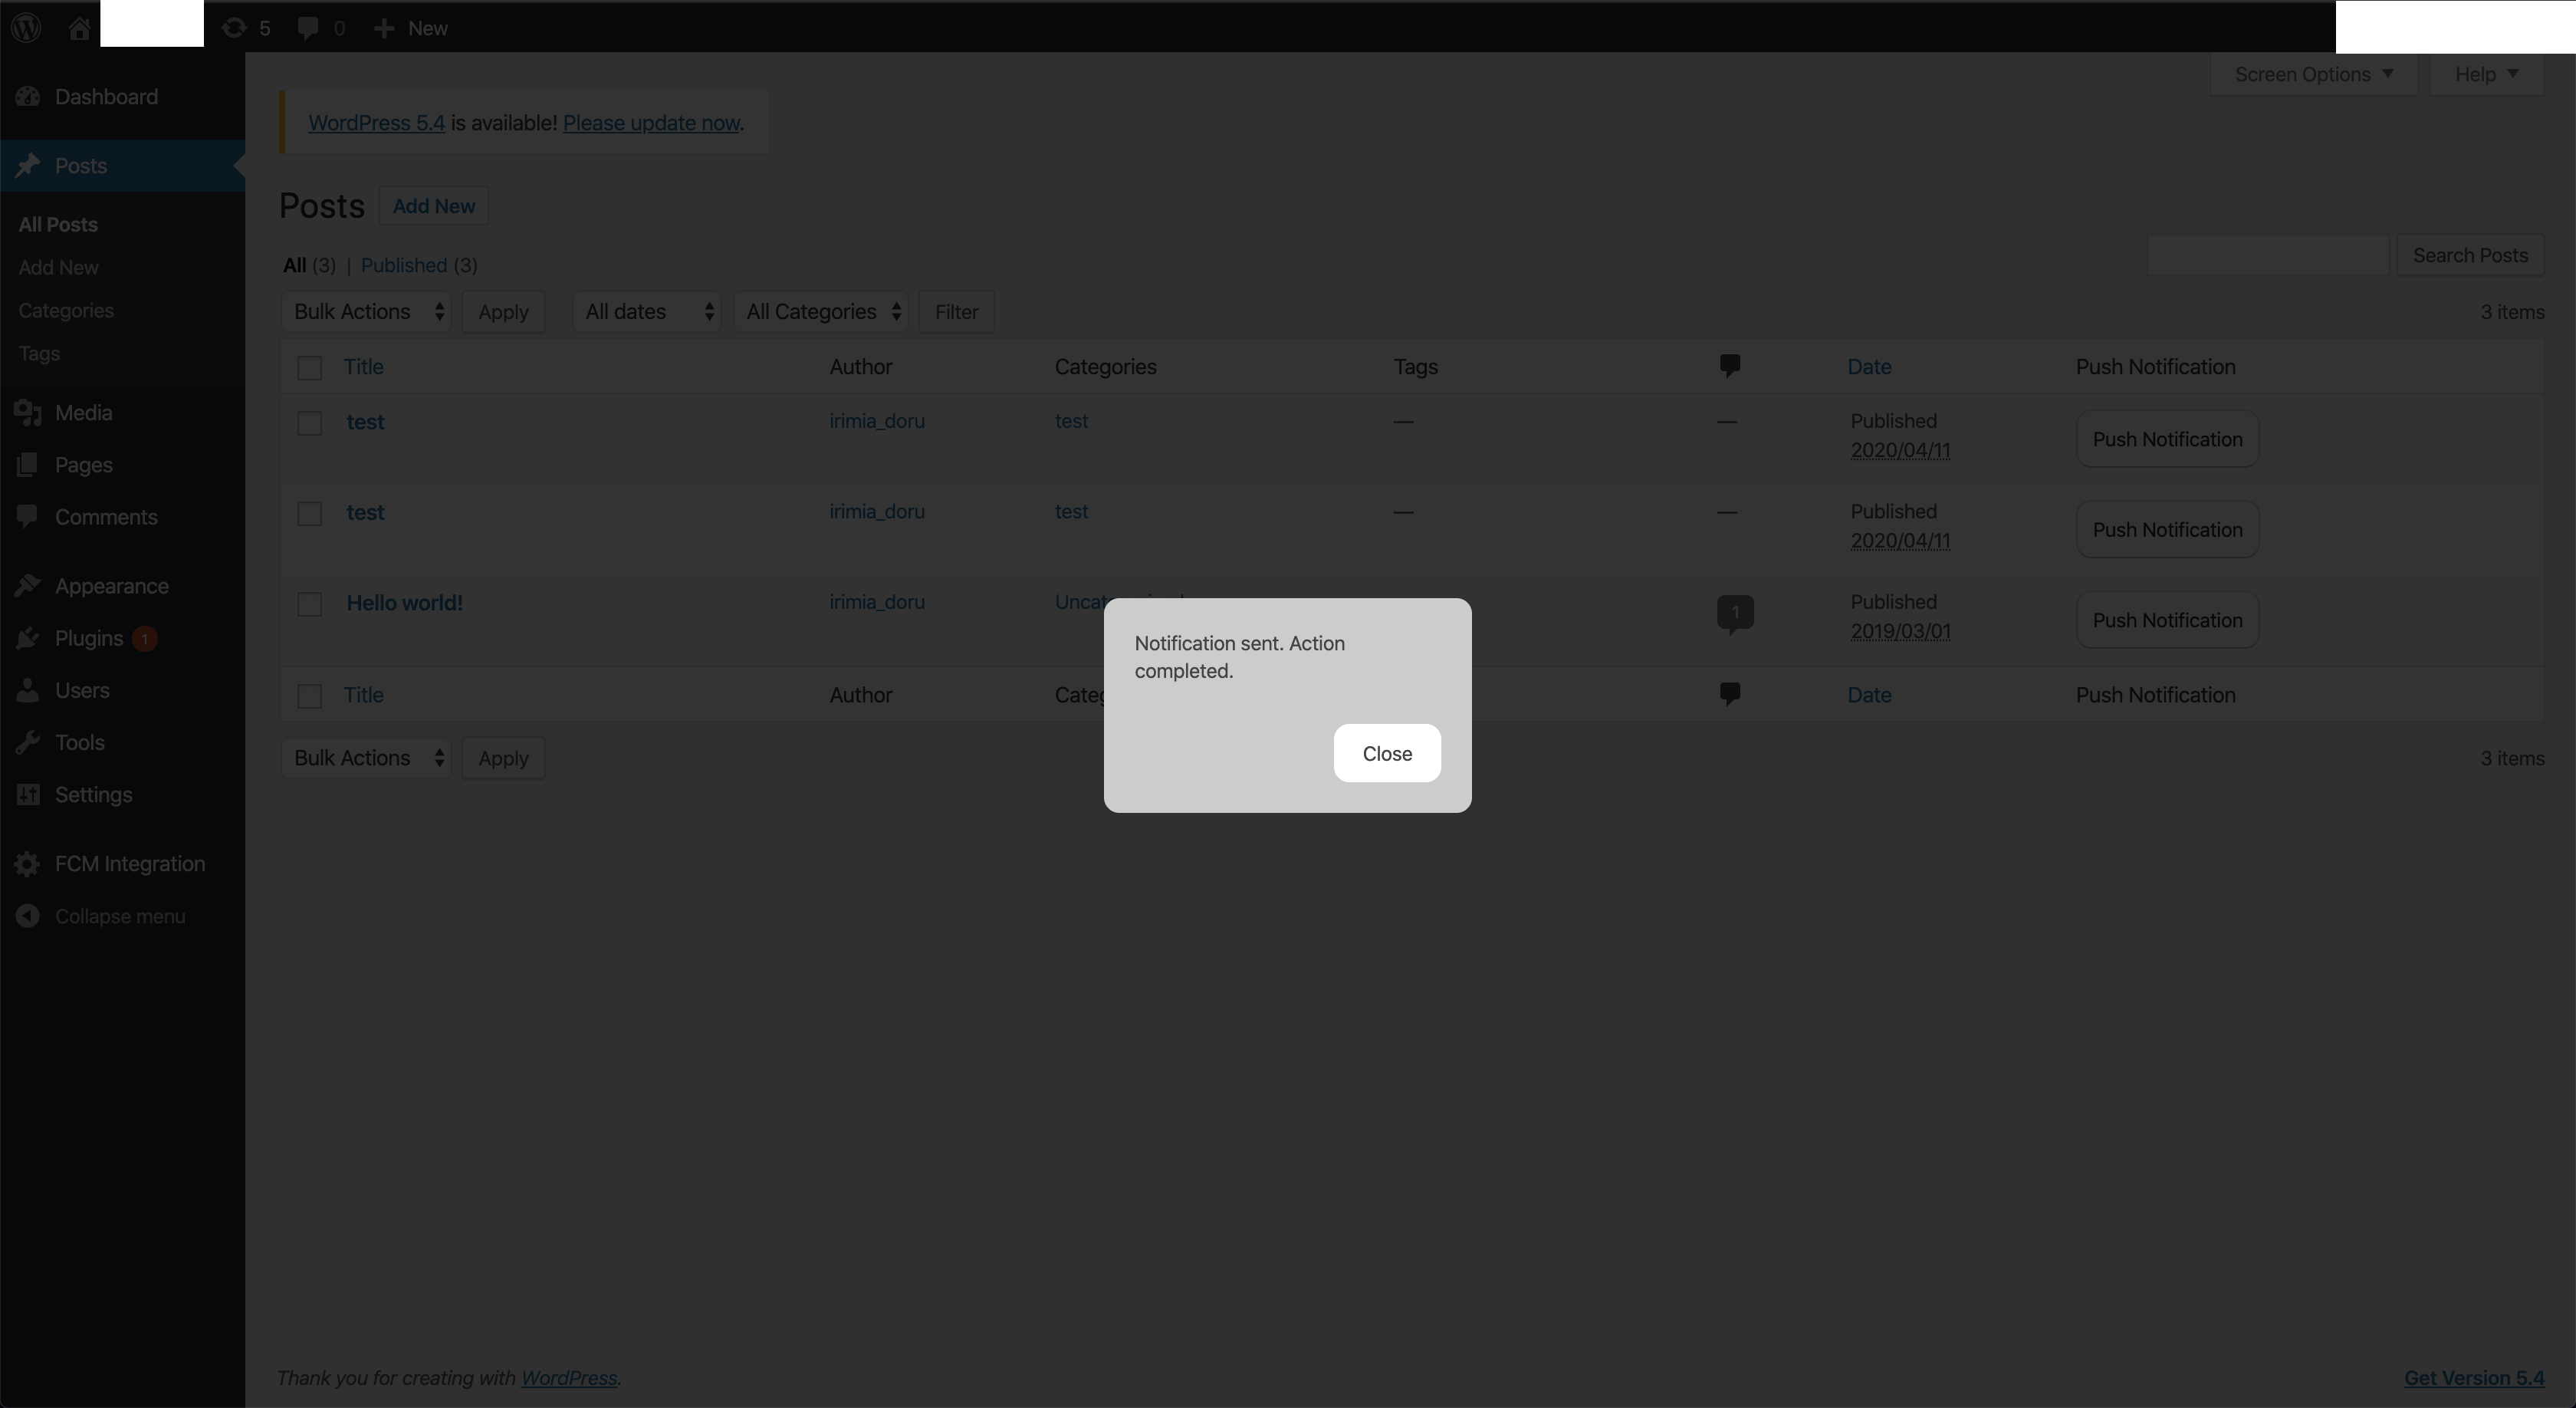 5 0 New
Screen Options Help
Dashboard
WordPress 5.4 is available! Please update now.
Posts
Posts Add New
All Posts
Add New
Categories
Tags
All (3) | Published (3)
Search Posts
Bulk Actions Apply All dates All Categories Filter 3 items
Title Author Categories Tags Date Push Notification
test irimia_doru test — — Published
2020/04/11
Push Notification
test irimia_doru test — — Published
2020/04/11
Push Notification
Hello world! irimia_doru 1 Published
2019/03/01
Push Notification
Title Author Date Push Notification
Bulk Actions Apply 3 items
Notification sent. Action
completed.
Close
Media
Pages
Comments
Appearance
Plugins 1
Users
Tools
Settings
FCM Integration
Collapse menu
Thank you for creating with WordPress.
Get Version 5.4